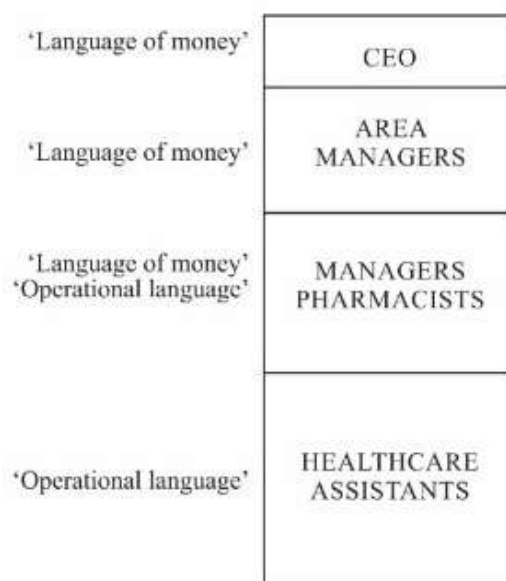 ‘Language of money’
CEO
‘Language of money’
AREA
MANAGERS
‘Language of money’
‘Operational language’
MANAGERS
PHARMACISTS
‘Operational language’
HEALTHCARE
ASSISTANTS